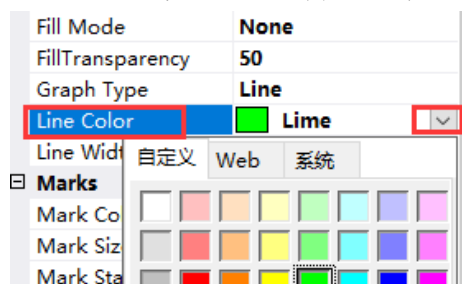 Fill Mode None
FillTransparency 50
Graph Type Line
Line Color Lime
Line Widt
自定义 Web 系统
Marks
Mark Co
Mark Siz
Mark Sta